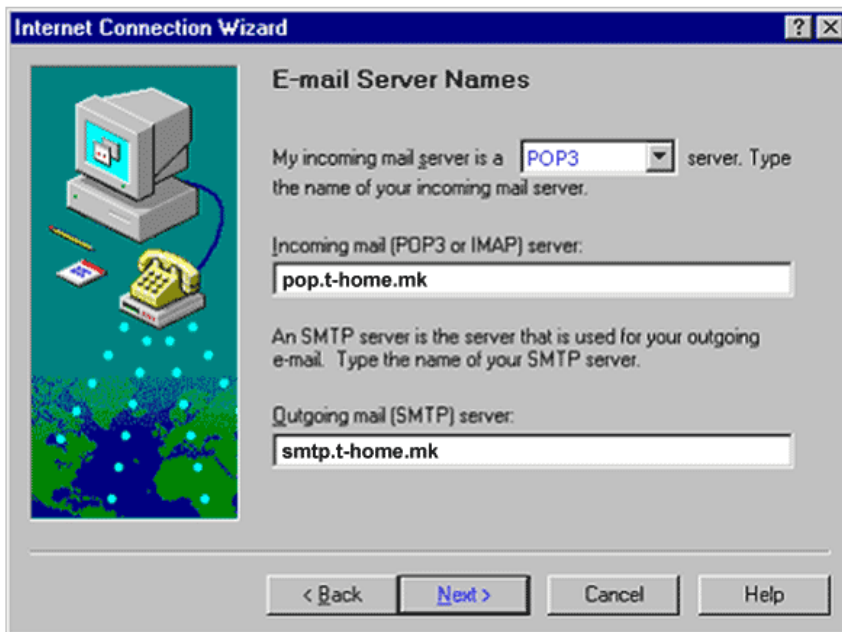 Internet Connection Wizard
E-mail Server Names
My incoming mail server is a POP3 server. Type
the name of your incoming mail server.
Incoming mail (POP3 or IMAP) server:
pop.t-home.mk
An SMTP server is the server that is used for your outgoing
e-mail. Type the name of your SMTP server.
Outgoing mail (SMTP) server:
smtp.t-home.mk
< Back Next > Cancel Help